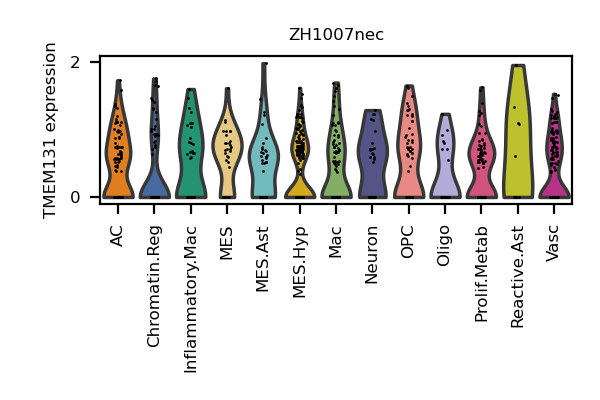 ZH1007nec
TMEM131 expression
2
0
AC
Chromatin.Reg
Inflammatory.Mac
MES
MES.Ast
MES.Hyp
Mac
Neuron
OPC
Oligo
Prolif.Metab
Reactive.Ast
Vasc